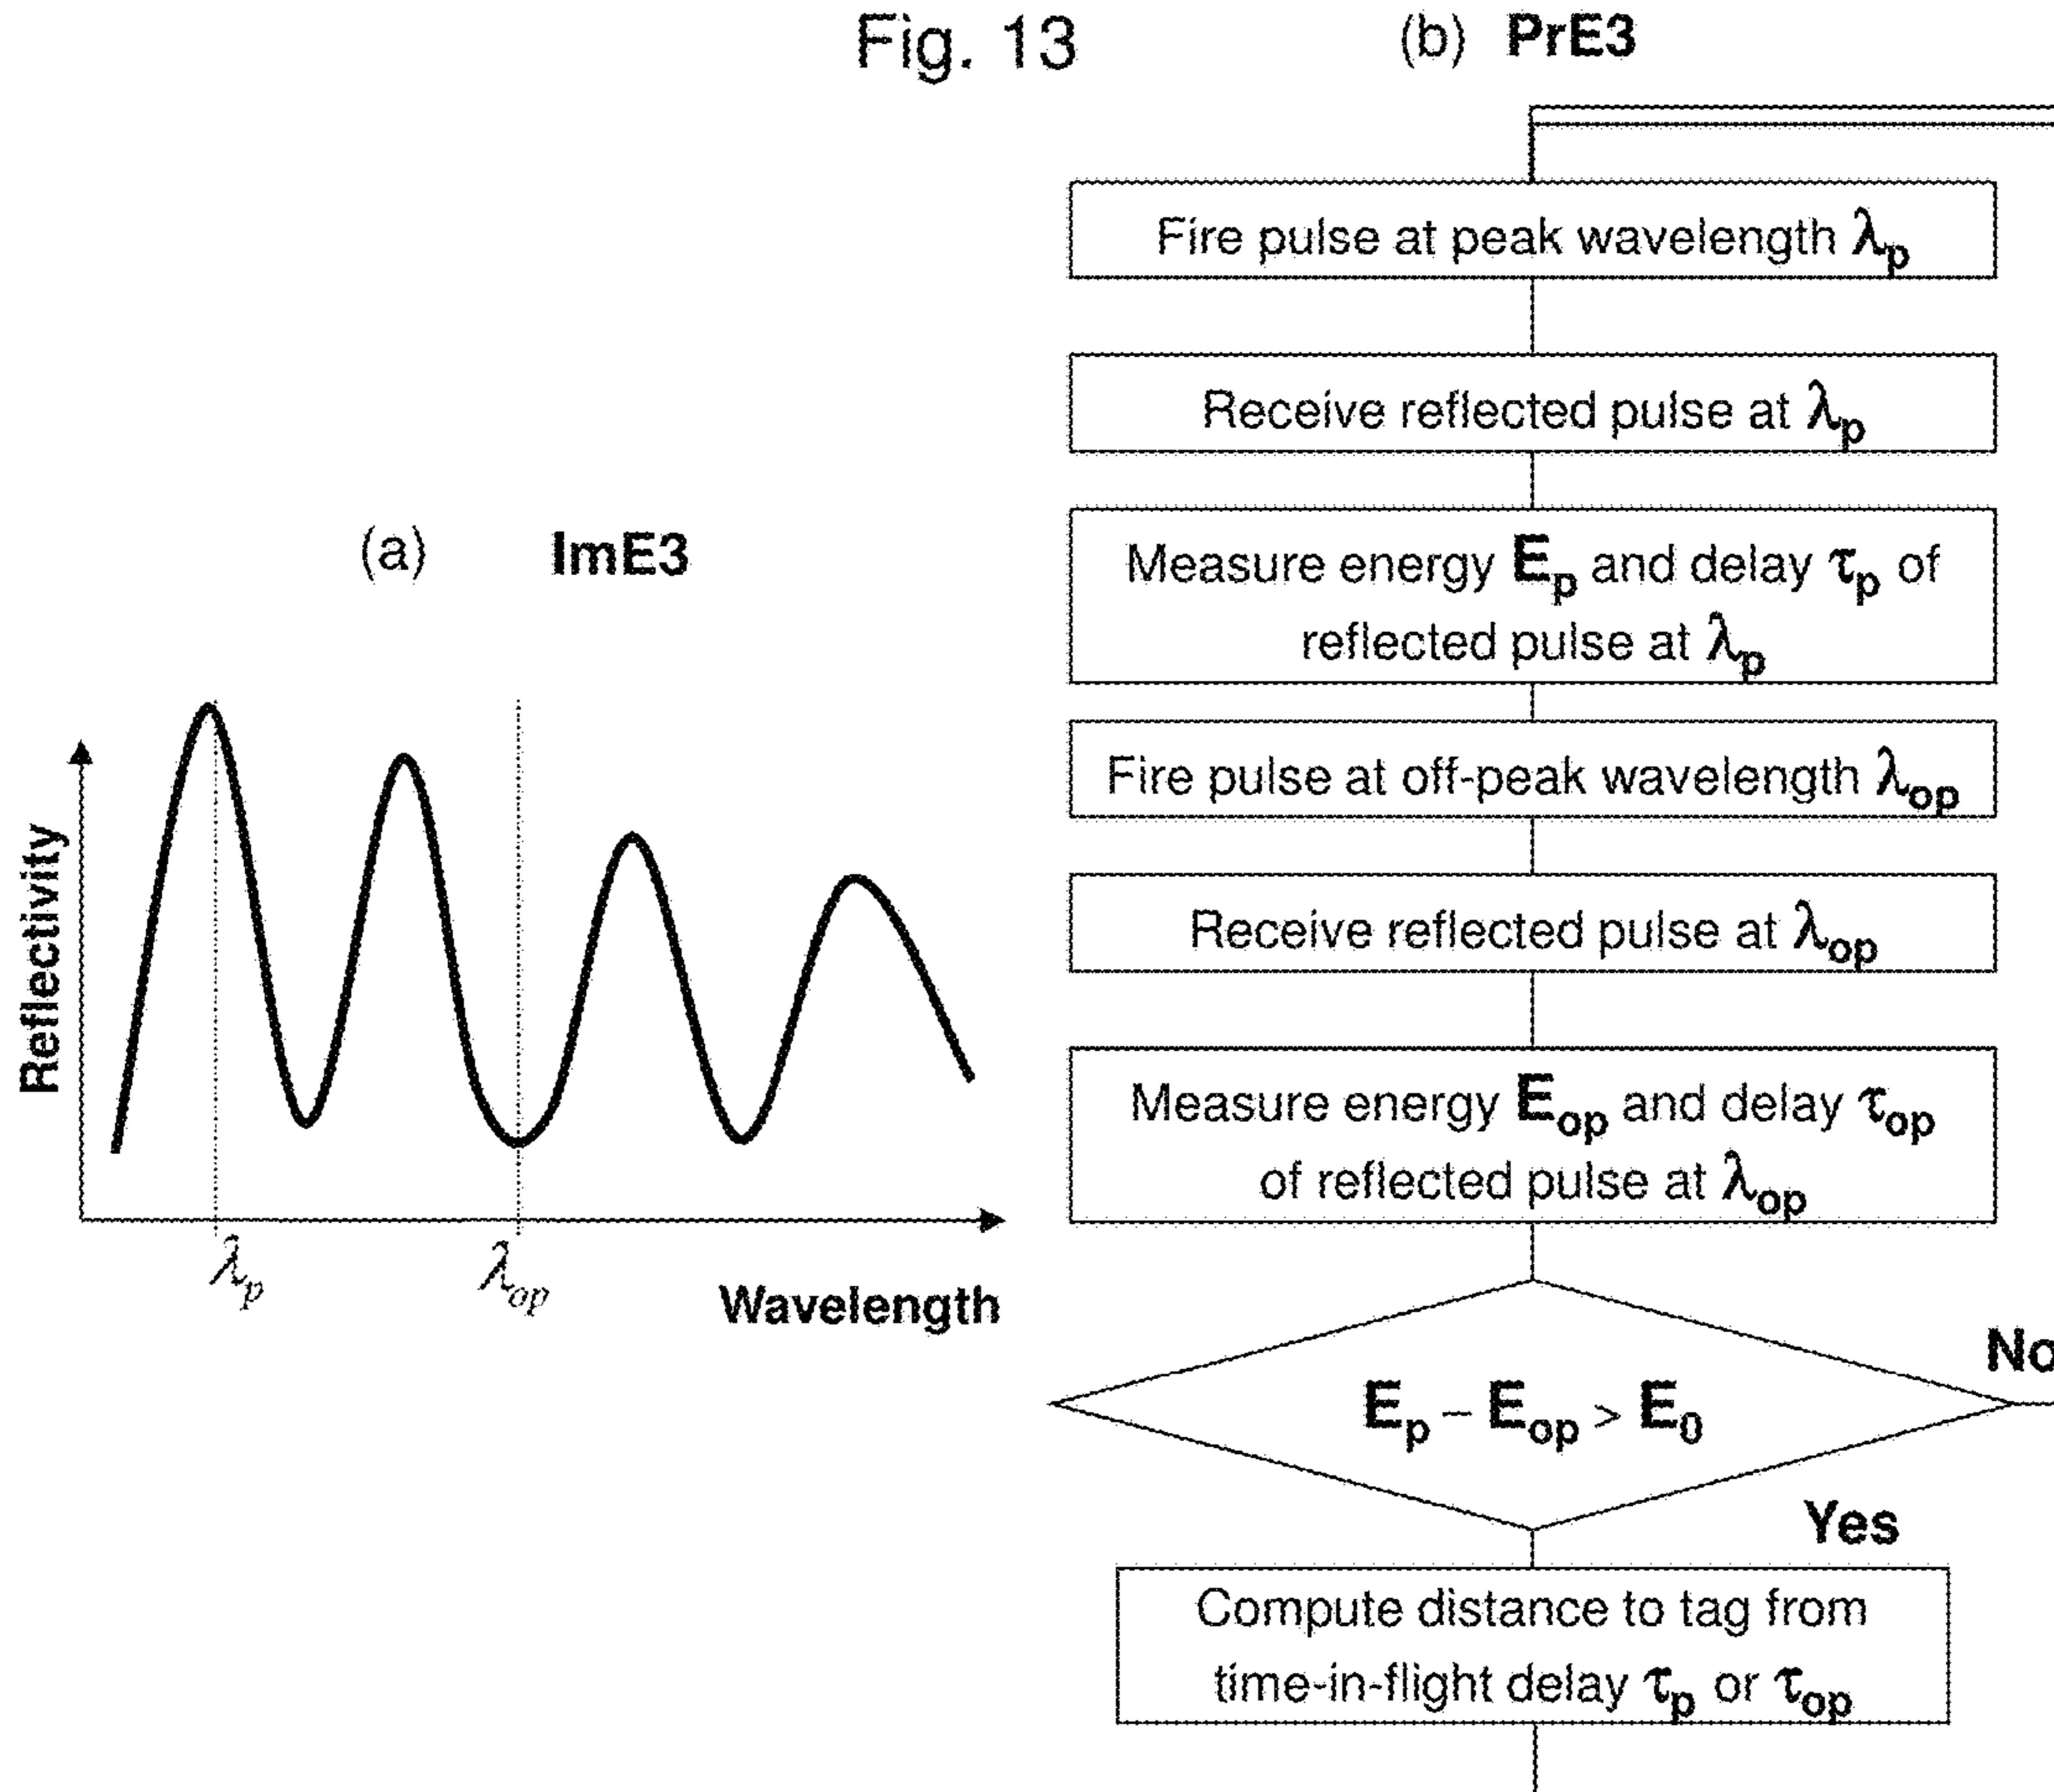 Fig. 13
(a) ImE3
Reflectivity
λp
λop
Wavelength
(b) PrE3
Fire pulse at peak wavelength λp
Receive reflected pulse at λp
Measure energy Ep and delay τp of
reflected pulse at λp
Fire pulse at off-peak wavelength λop
Receive reflected pulse at λop
Measure energy Eop and delay τop
of reflected pulse at λop
Ep – Eop > E0
No
Yes
Compute distance to tag from
time-in-flight delay τp or τop